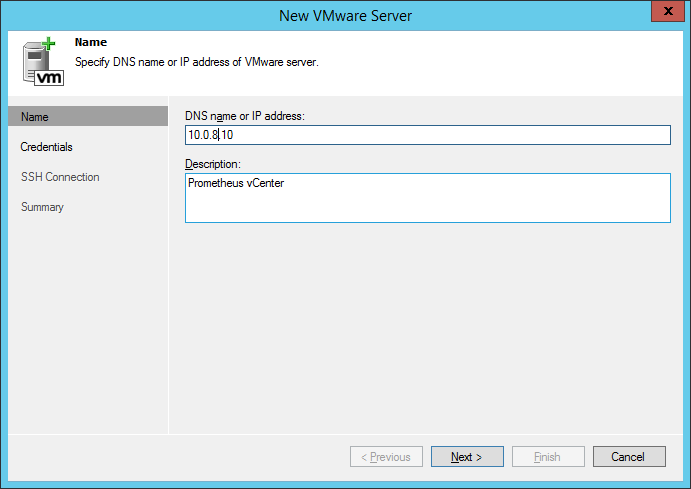 New VMware Server
x
vm
Name
Specify DNS name or IP address of VMware server.
Name
Credentials
SSH Connection
Summary
DNS name or IP address:
10.0.8.10
Description:
Prometheus vCenter
< Previous
Next >
Finish
Cancel